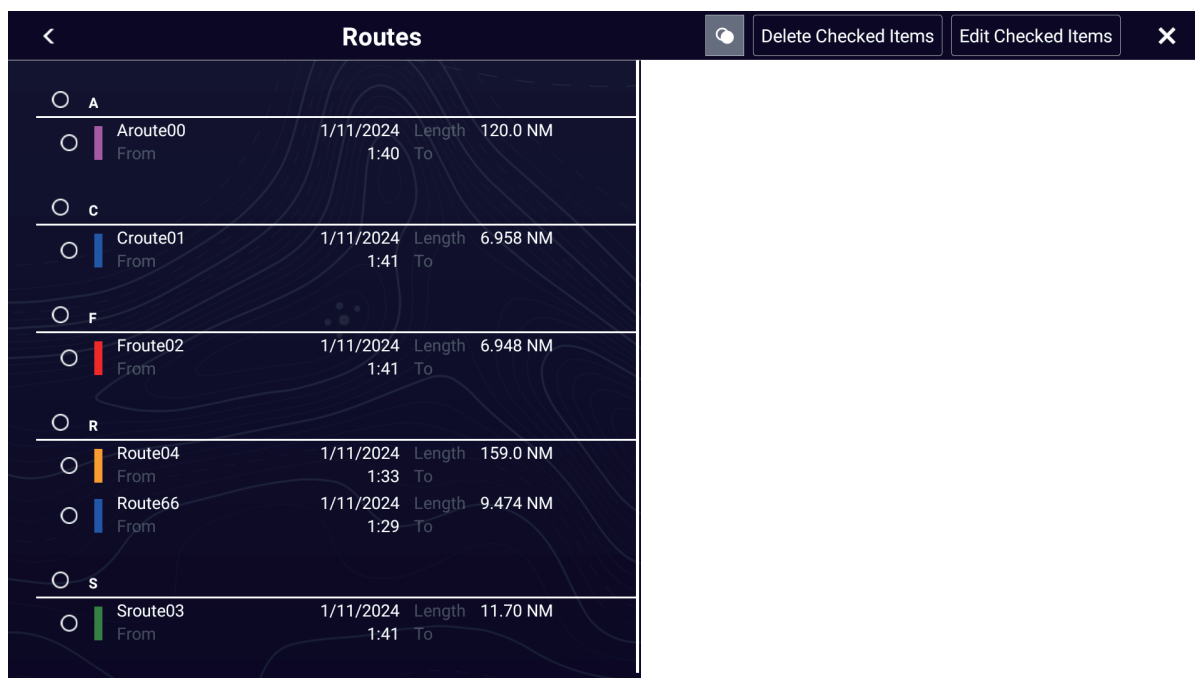 Routes Delete Checked Items Edit Checked Items
A
Aroute00 1/11/2024 Length 120.0 NM
From 1:40 To
C
Croute01 1/11/2024 Length 6.958 NM
From 1:41 To
F
Froute02 1/11/2024 Length 6.948 NM
From 1:41 To
R
Route04 1/11/2024 Length 159.0 NM
From 1:33 To
Route66 1/11/2024 Length 9.474 NM
From 1:29 To
S
Sroute03 1/11/2024 Length 11.70 NM
From 1:41 To